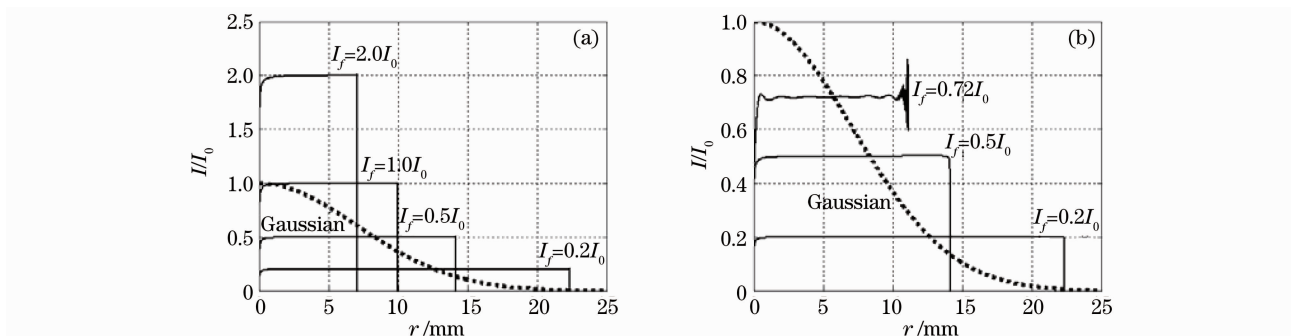 2.5
(a)
I_f=2.0I_0
2.0
1.5
I/I_0
I_f=1.0I_0
1.0
I_f=0.5I_0
Gaussian
0.5
I_f=0.2I_0
0
0 5 10 15 20 25
r /mm
1.0
(b)
0.8
I_f=0.72I_0
0.6
I/I_0
I_f=0.5I_0
0.4
Gaussian
I_f=0.2I_0
0.2
0
0 5 10 15 20 25
r /mm